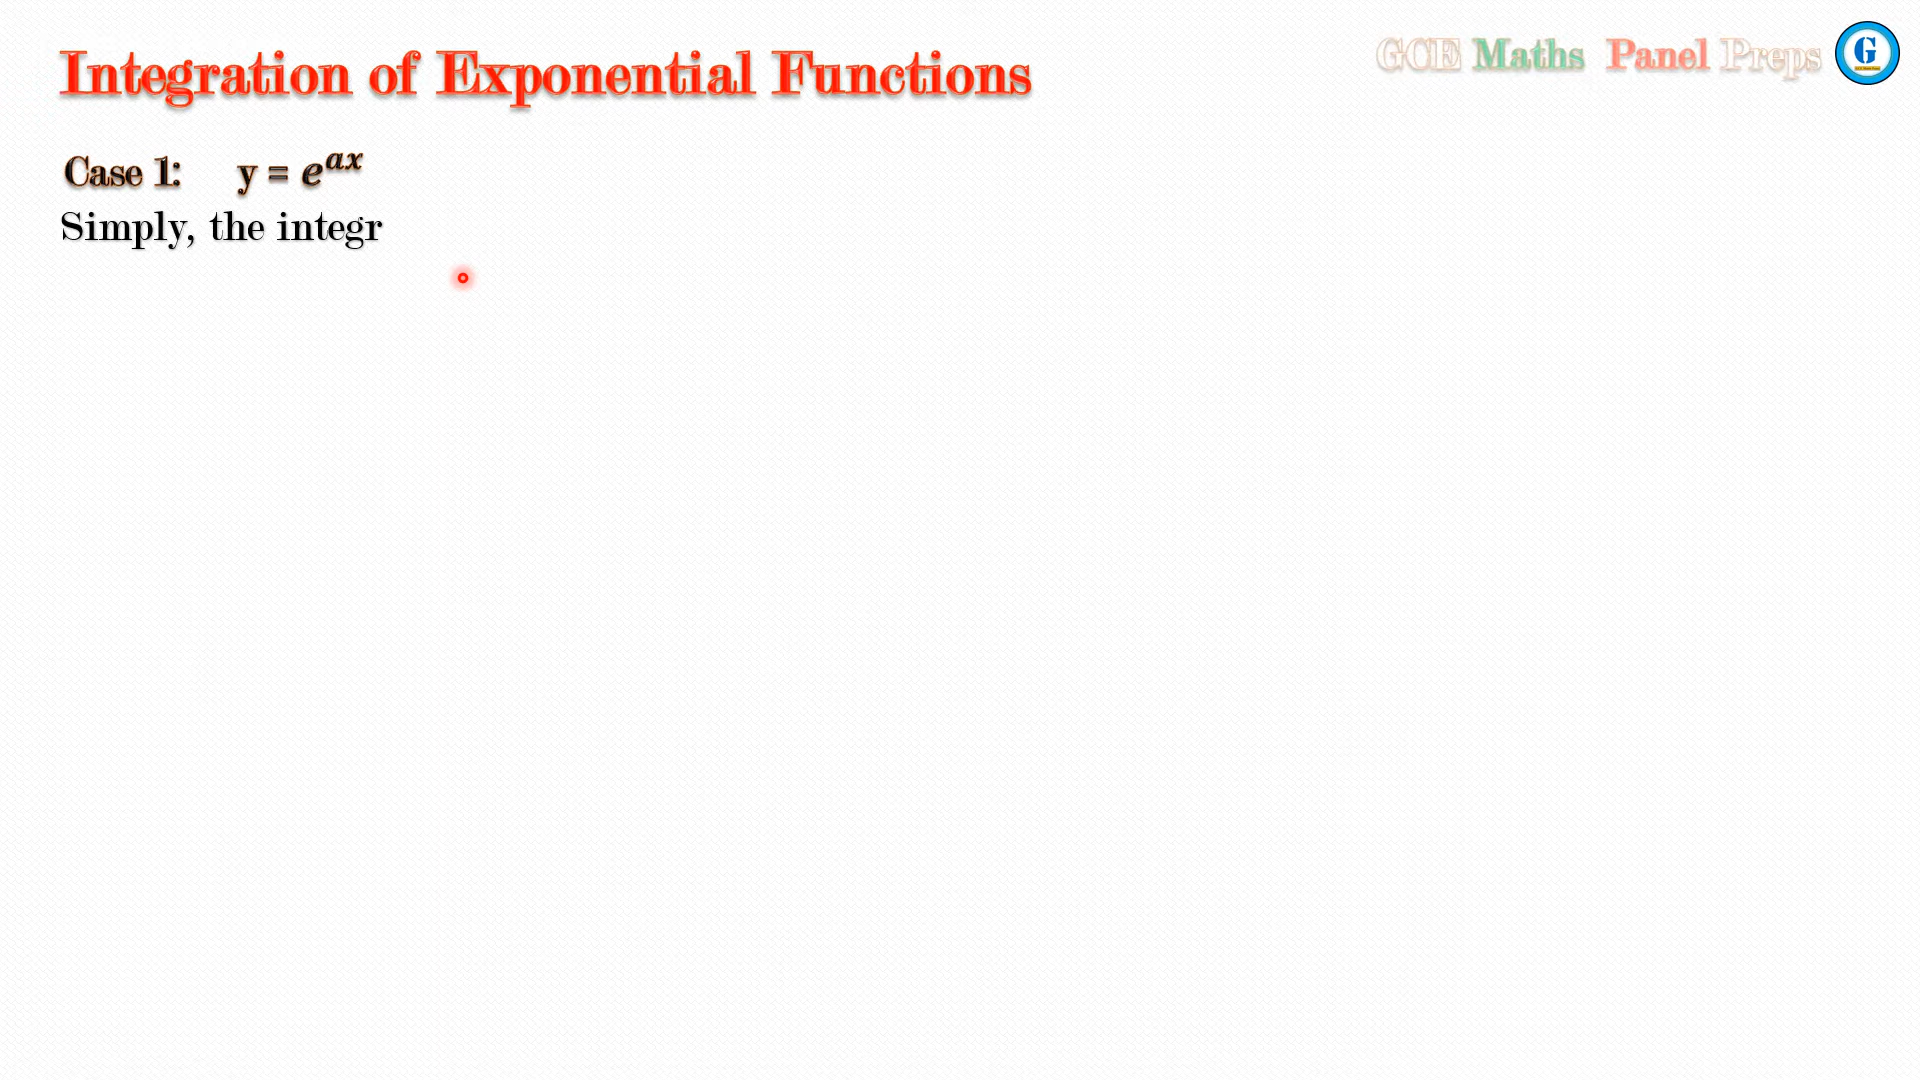 Integration of Exponential Functions
GCE Maths Panel Preps
G
Case 1: y = e^{ax}
Simply, the integr